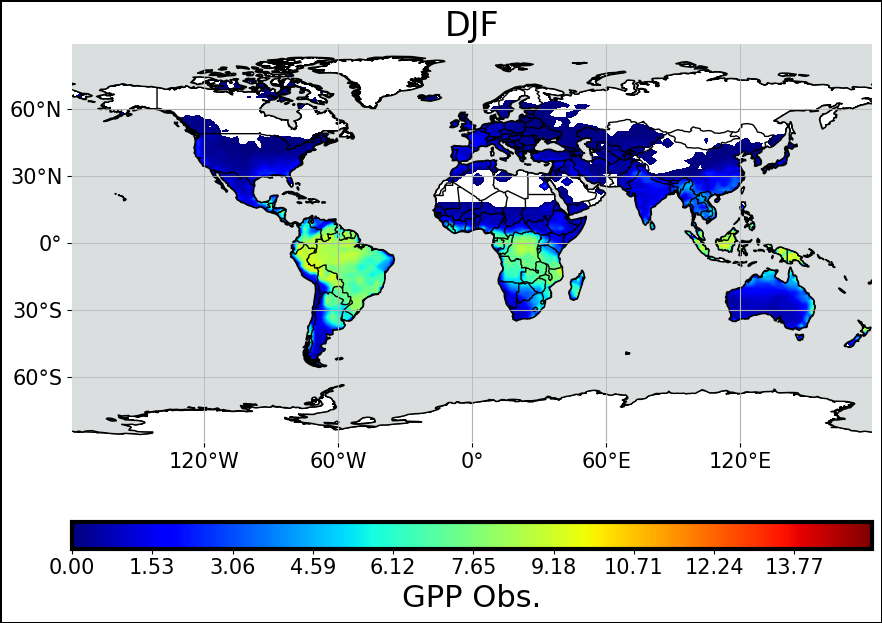 DJF
60°N
30°N
0°
30°S
60°S
120°W 60°W 0° 60°E 120°E
0.00 1.53 3.06 4.59 6.12 7.65 9.18 10.71 12.24 13.77
GPP Obs.